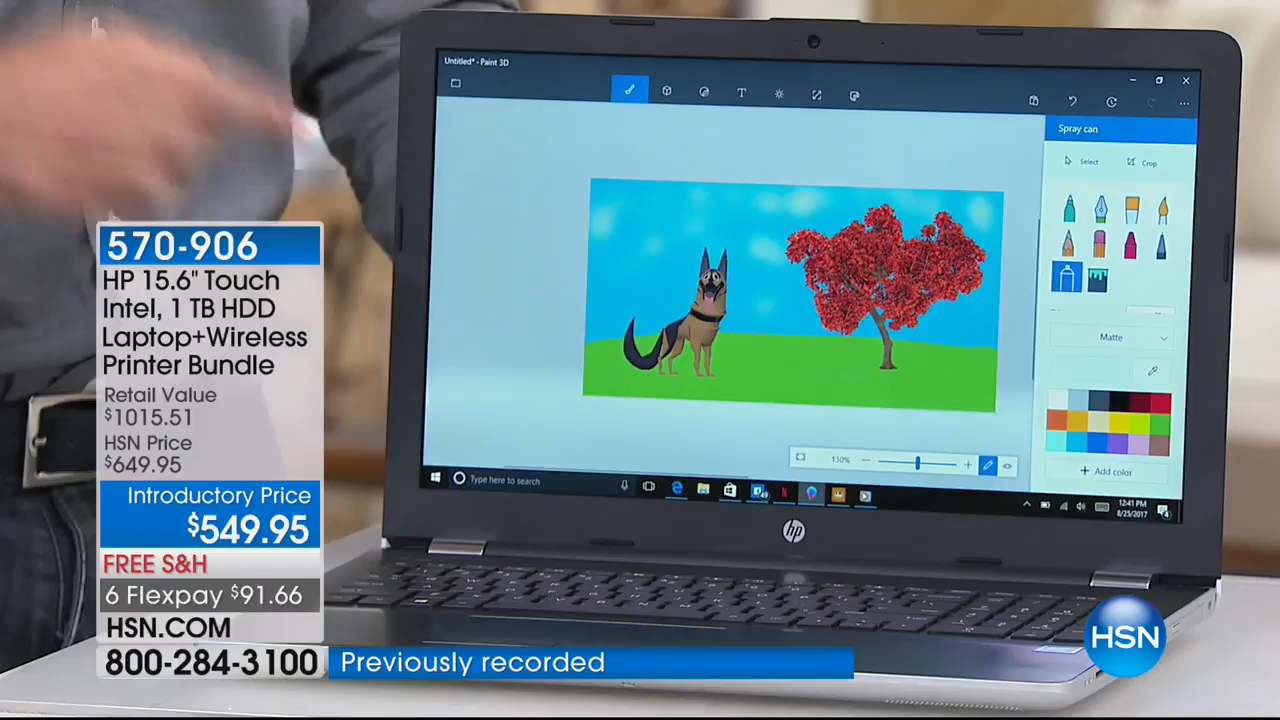 Untitled* - Paint 3D
Spray can
Select
Crop
Matte
Add color
130%
Type here to search
12:41 PM
8/25/2017
hp
570-906
HP 15.6" Touch
Intel, 1 TB HDD
Laptop+Wireless
Printer Bundle
Retail Value
$1015.51
HSN Price
$649.95
Introductory Price
$549.95
FREE S&H
6 Flexpay $91.66
HSN.COM
800-284-3100
Previously recorded
HSN